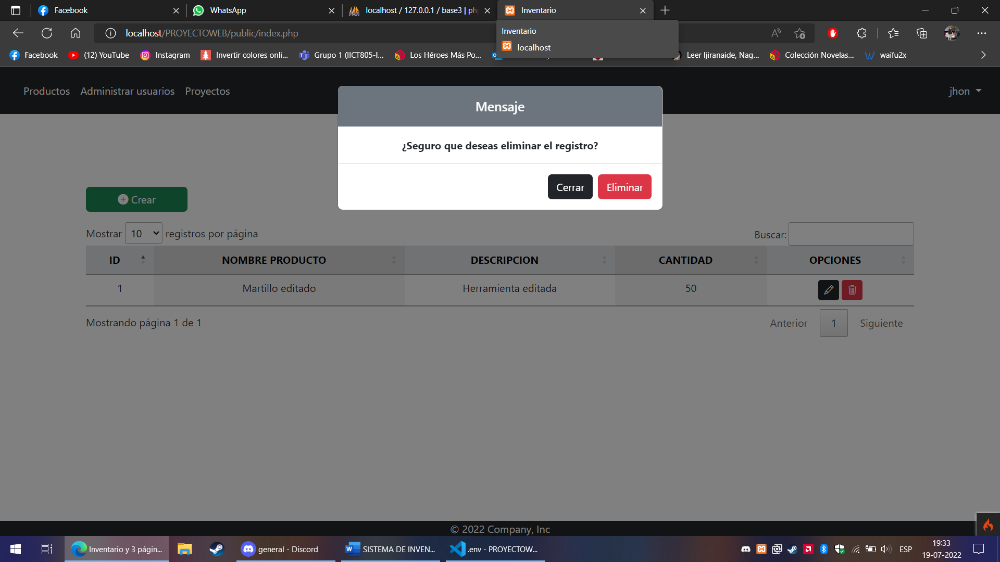 Facebook
WhatsApp
localhost / 127.0.0.1 / base3 | ph
Inventario
localhost/PROYECTOWEB/public/index.php
Inventario
localhost
Facebook
(12) YouTube
Instagram
Invertir colores onl...
Grupo 1 (IICT805-I...
Los Héroes Más Po...
Leer Ijiranaide, Nag...
Colección Novelas...
waifu2x
Productos
Administrar usuarios
Proyectos
jhon
Mensaje
¿Seguro que deseas eliminar el registro?
Cerrar
Eliminar
Crear
Mostrar 10 registros por página
Buscar:
ID NOMBRE PRODUCTO DESCRIPCION CANTIDAD OPCIONES
1 Martillo editado Herramienta editada 50
Mostrando página 1 de 1
Anterior 1 Siguiente
© 2022 Company, Inc
Inventario y 3 págin...
general - Discord
SISTEMA DE INVEN...
.env - PROYECTOW...
ESP
19:33
19-07-2022